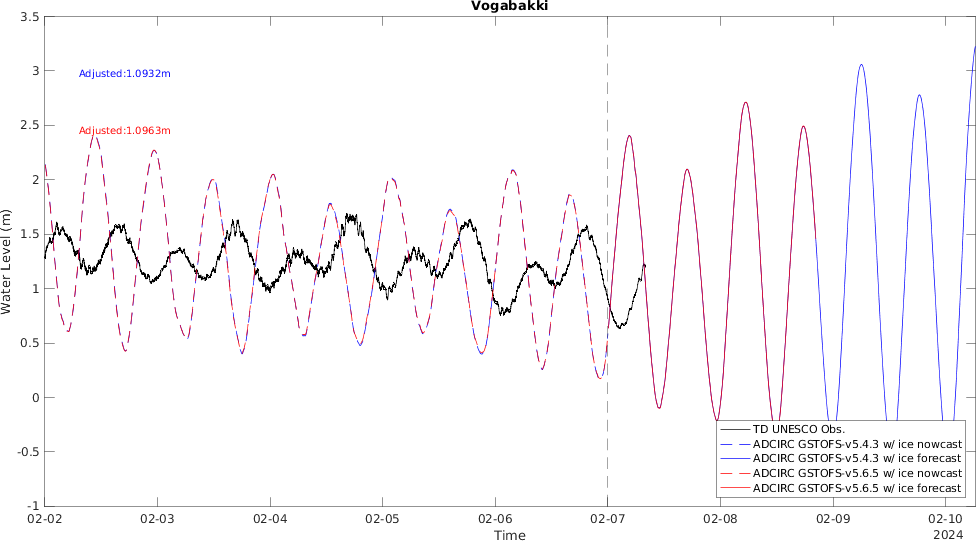 Vogabakki
3.5
3
2.5
2
1.5
1
0.5
0
-0.5
-1
Water Level (m)
Adjusted:1.0932m
Adjusted:1.0963m
TD UNESCO Obs.
ADCIRC GSTOFS-v5.4.3 w/ ice nowcast
ADCIRC GSTOFS-v5.4.3 w/ ice forecast
ADCIRC GSTOFS-v5.6.5 w/ ice nowcast
ADCIRC GSTOFS-v5.6.5 w/ ice forecast
02-02 02-03 02-04 02-05 02-06 02-07 02-08 02-09 02-10
Time
2024